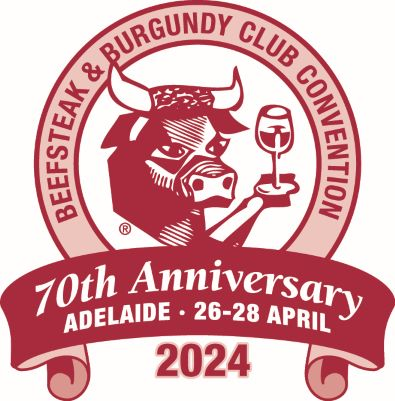 BEEFSTEAK & BURGUNDY CLUB CONVENTION
®
70th Anniversary
ADELAIDE · 26-28 APRIL
2024